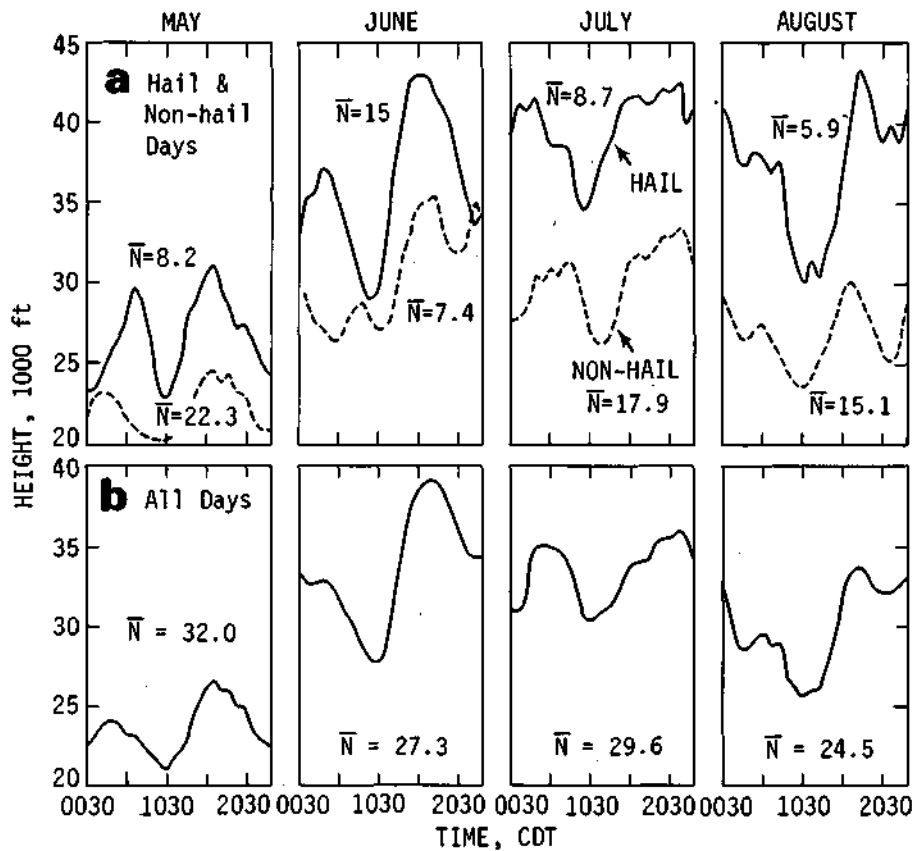 MAY JUNE JULY AUGUST
45
a Hail &
Non-hail
Days
40
35
30
25
20
N̅=8.2
N̅=22.3
N̅=15
N̅=7.4
N̅=8.7
HAIL
NON-HAIL
N̅=17.9
N̅=5.9
N̅=15.1
HEIGHT, 1000 ft
40
b All Days
35
30
25
20
N̅ = 32.0
N̅ = 27.3
N̅ = 29.6
N̅ = 24.5
0030 1030 2030 0030 1030 2030 0030 1030 2030 0030 1030 2030
TIME, CDT